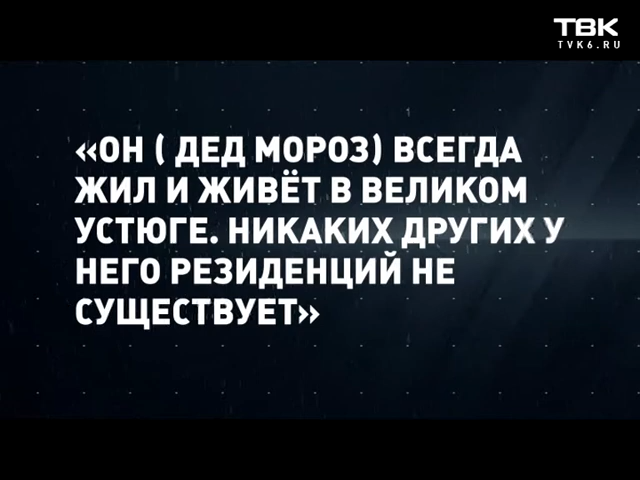 ТВК
TVK6.RU
«ОН ( ДЕД МОРОЗ) ВСЕГДА
ЖИЛ И ЖИВЁТ В ВЕЛИКОМ
УСТЮГЕ. НИКАКИХ ДРУГИХ У
НЕГО РЕЗИДЕНЦИЙ НЕ
СУЩЕСТВУЕТ»